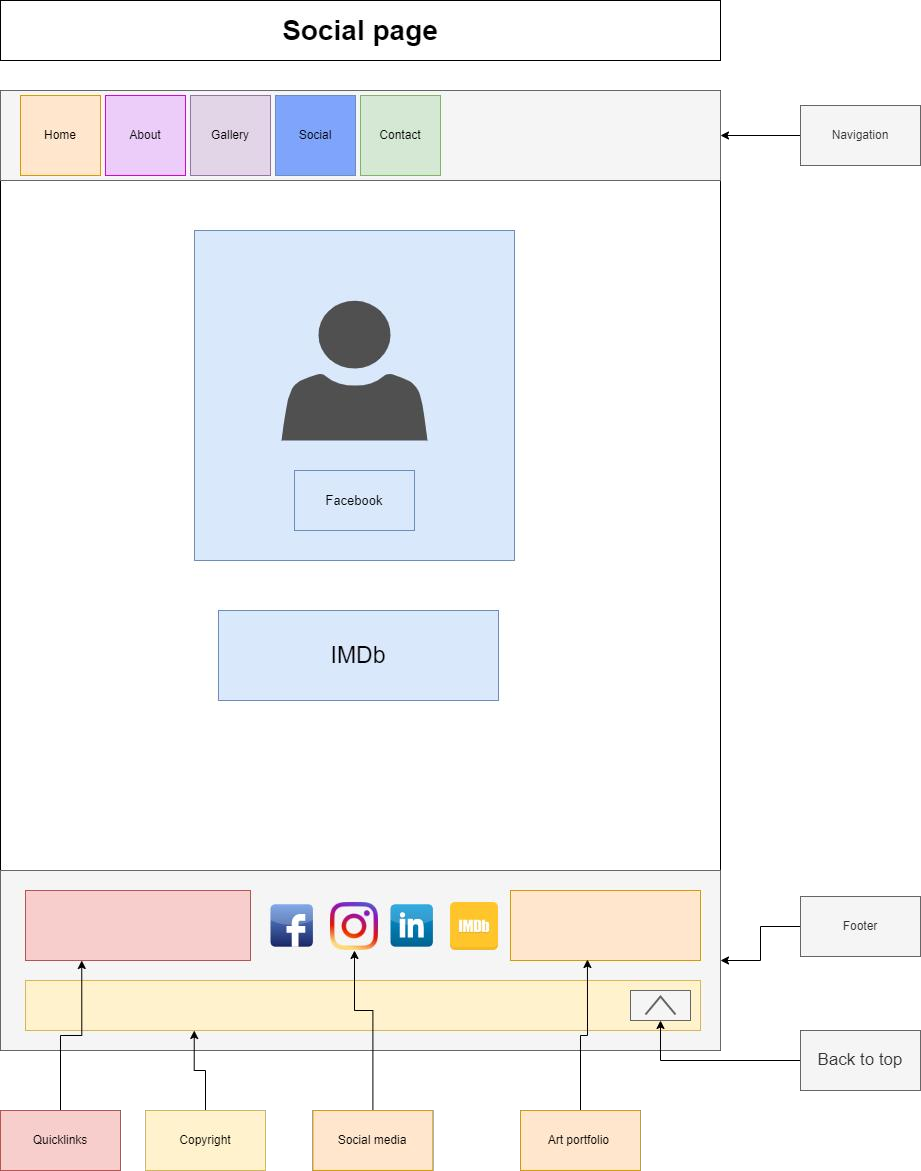 Social page
Home
About
Gallery
Social
Contact
Navigation
Facebook
IMDb
f
in
IMDb
Footer
Back to top
Quicklinks
Copyright
Social media
Art portfolio